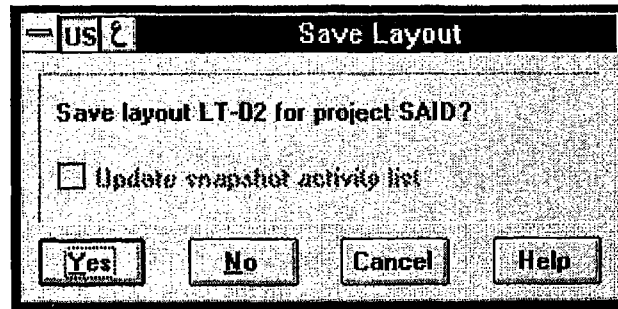 US ع Save Layout
Save layout LT-02 for project SAID?
Update snapshot activity list
Yes No Cancel Help